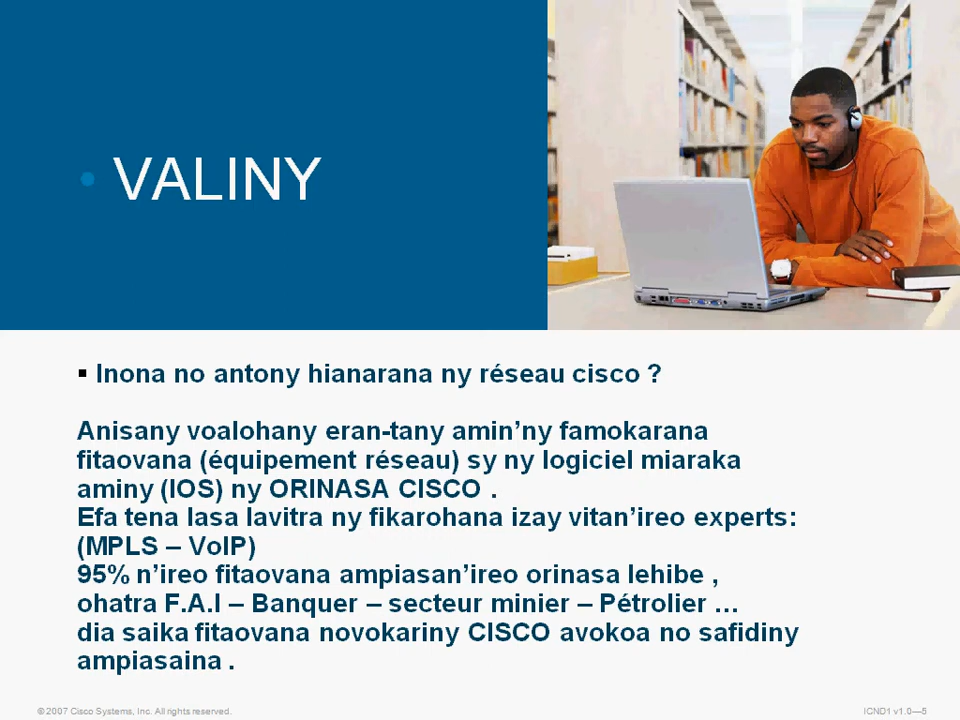 • VALINY
▪ Inona no antony hianarana ny réseau cisco ?
Anisany voalohany eran-tany amin’ny famokarana
fitaovana (équipement réseau) sy ny logiciel miaraka
aminy (IOS) ny ORINASA CISCO .
Efa tena lasa lavitra ny fikarohana izay vitan’ireo experts:
(MPLS – VoIP)
95% n’ireo fitaovana ampiasan’ireo orinasa lehibe ,
ohatra F.A.I – Banquer – secteur minier – Pétrolier …
dia saika fitaovana novokariny CISCO avokoa no safidiny
ampiasaina .
© 2007 Cisco Systems, Inc. All rights reserved.
ICND1 v1.0—5